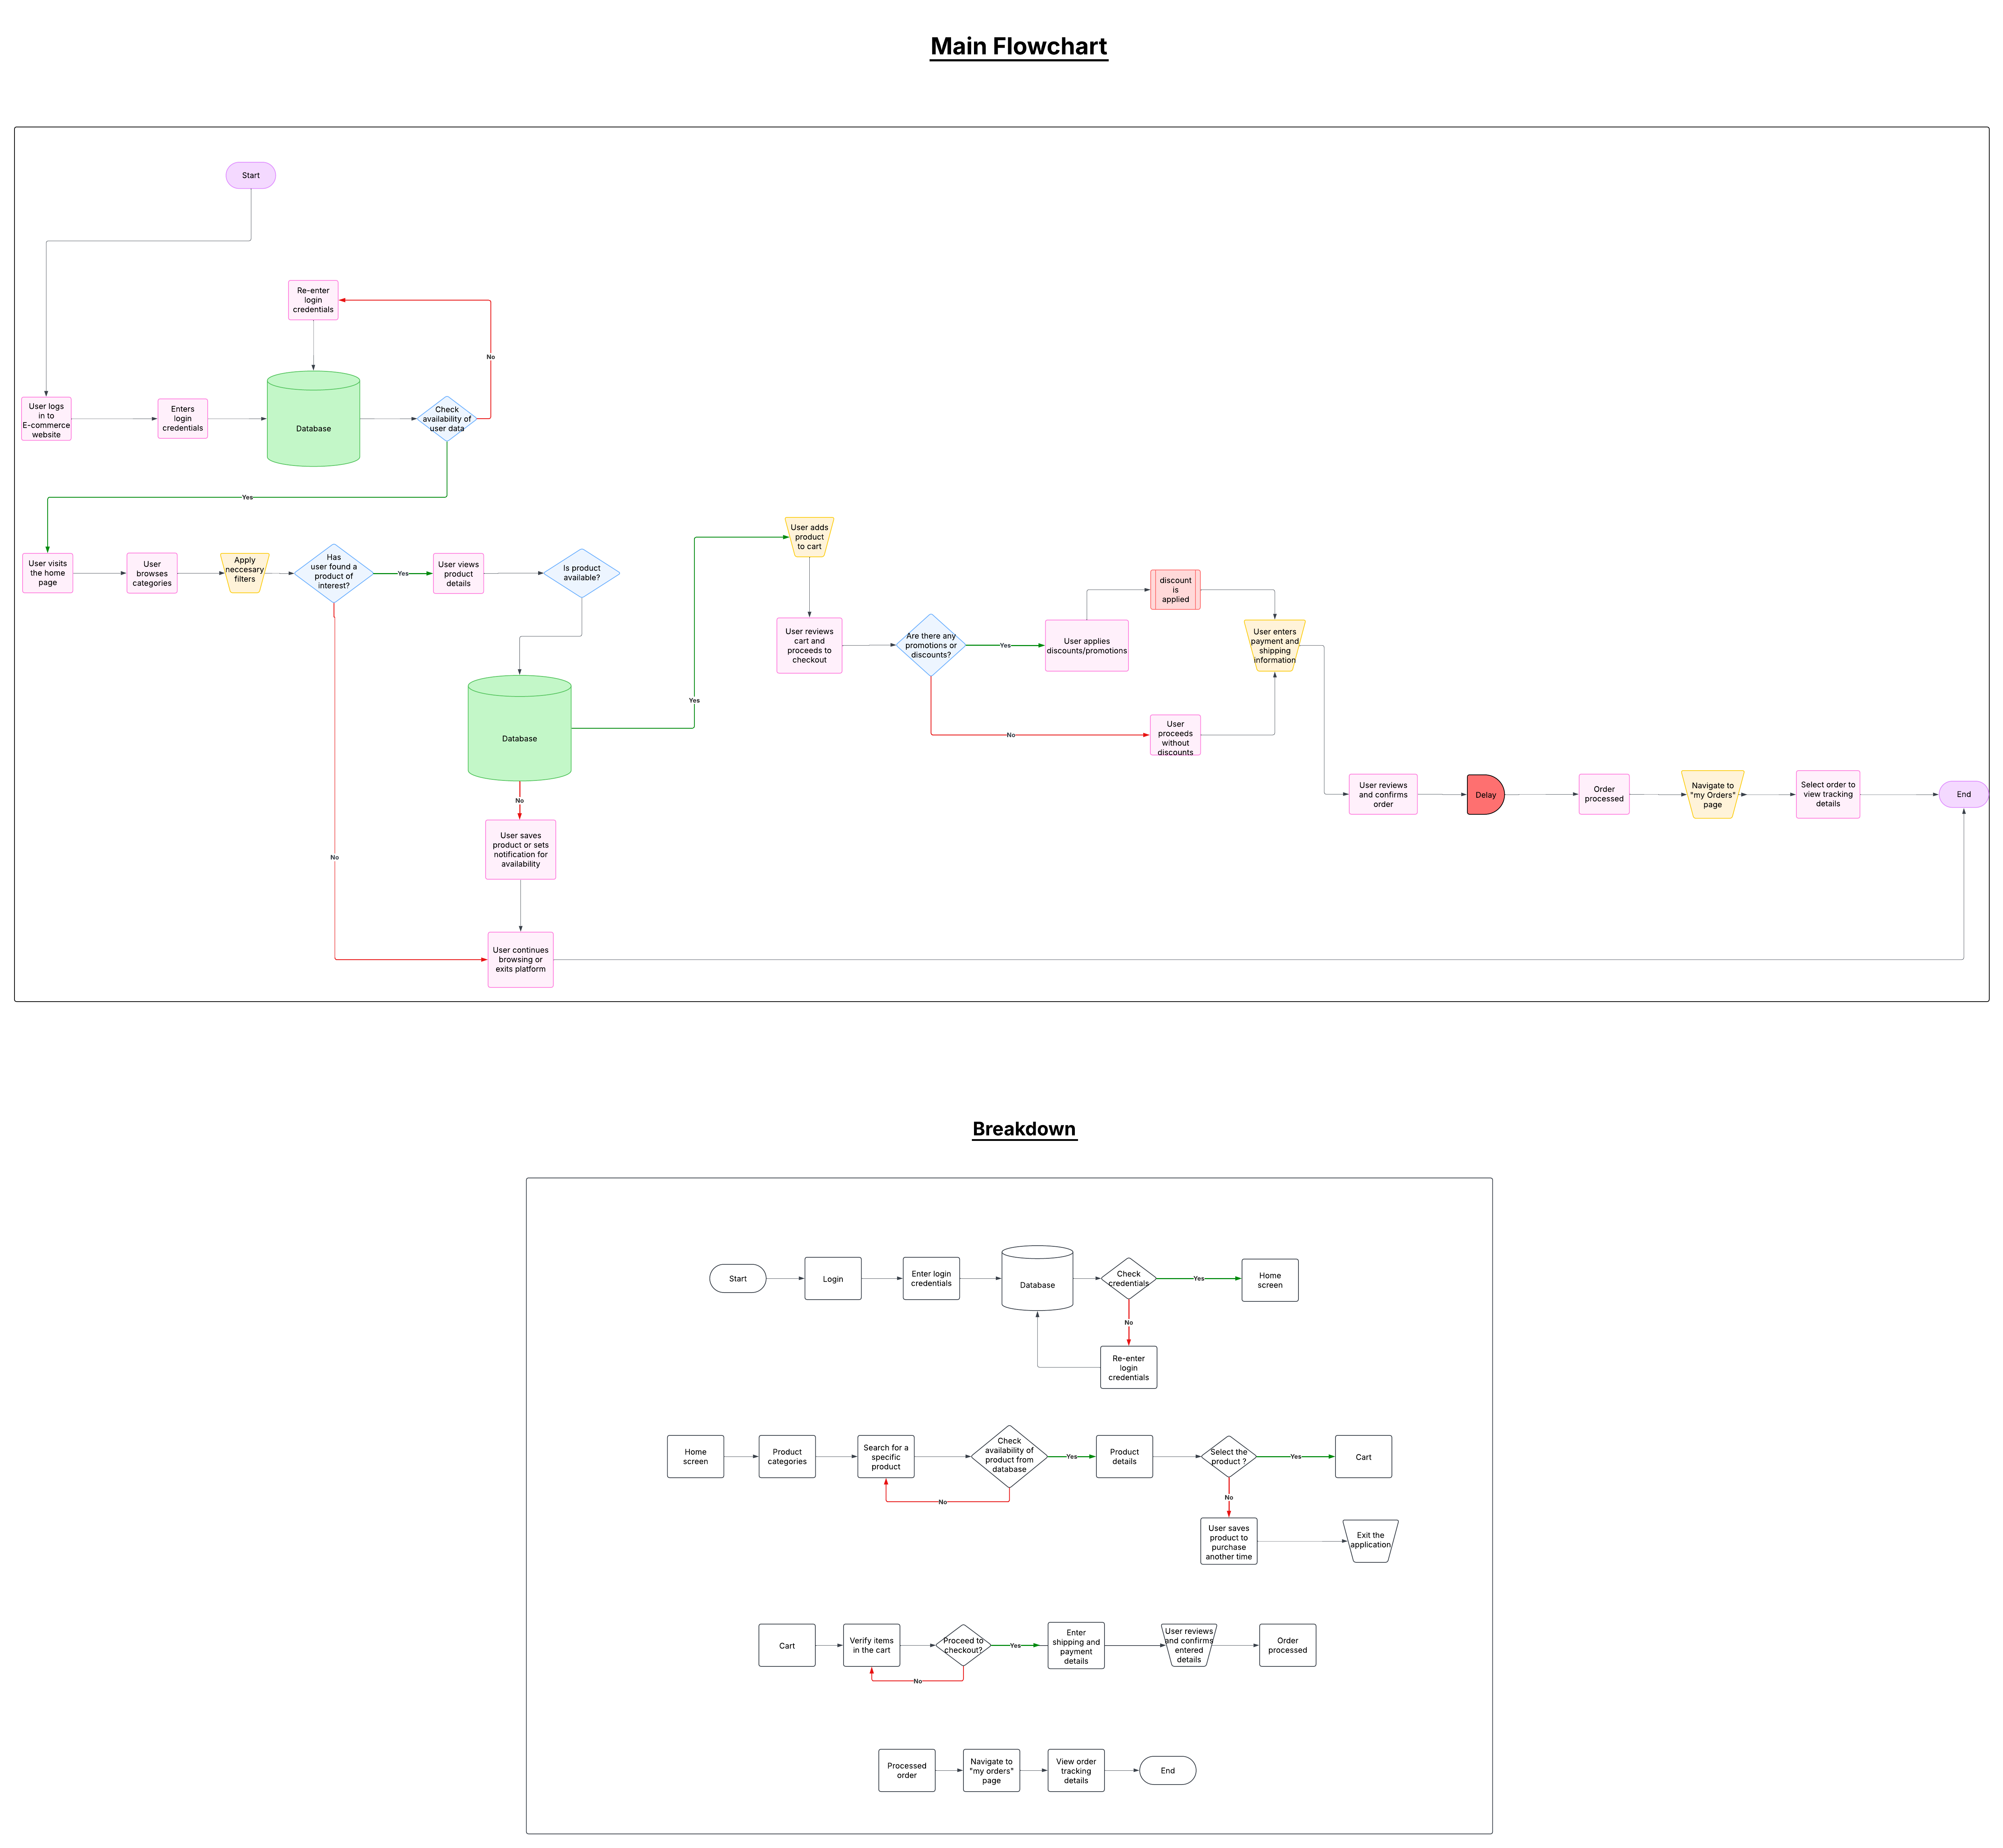 Main Flowchart
Start
Re-enter
login
credentials
No
User logs
in to
E-commerce
website
Enters
login
credentials
Database
Check
availability of
user data
Yes
User visits
the home
page
User
browses
categories
Apply
neccesary
filters
Has
user found a
product of
interest?
Yes
User views
product
details
Is product
available?
Database
Yes
No
User saves
product or sets
notification for
availability
No
User continues
browsing or
exits platform
User adds
product
to cart
User reviews
cart and
proceeds to
checkout
Are there any
promotions or
discounts?
Yes
User applies
discounts/promotions
discount
is
applied
No
User
proceeds
without
discounts
User enters
payment and
shipping
information
User reviews
and confirms
order
Delay
Order
processed
Navigate to
"my Orders"
page
Select order to
view tracking
details
End
Breakdown
Start
Login
Enter login
credentials
Database
Check
credentials
Yes
Home
screen
No
Re-enter
login
credentials
Home
screen
Product
categories
Search for a
specific
product
Check
availability of
product from
database
Yes
No
Product
details
Select the
product ?
Yes
Cart
No
User saves
product to
purchase
another time
Exit the
application
Cart
Verify items
in the cart
Proceed to
checkout?
Yes
No
Enter
shipping and
payment
details
User reviews
and confirms
entered
details
Order
processed
Processed
order
Navigate to
"my orders"
page
View order
tracking
details
End